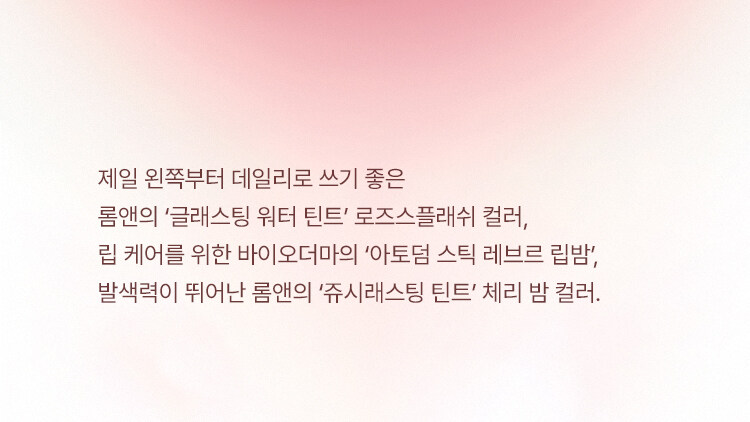 제일 왼쪽부터 데일리로 쓰기 좋은
롬앤의 ‘글래스팅 워터 틴트’ 로즈스플래쉬 컬러,
립 케어를 위한 바이오더마의 ‘아토덤 스틱 레브르 립밤’,
발색력이 뛰어난 롬앤의 ‘쥬시래스팅 틴트’ 체리 밤 컬러.